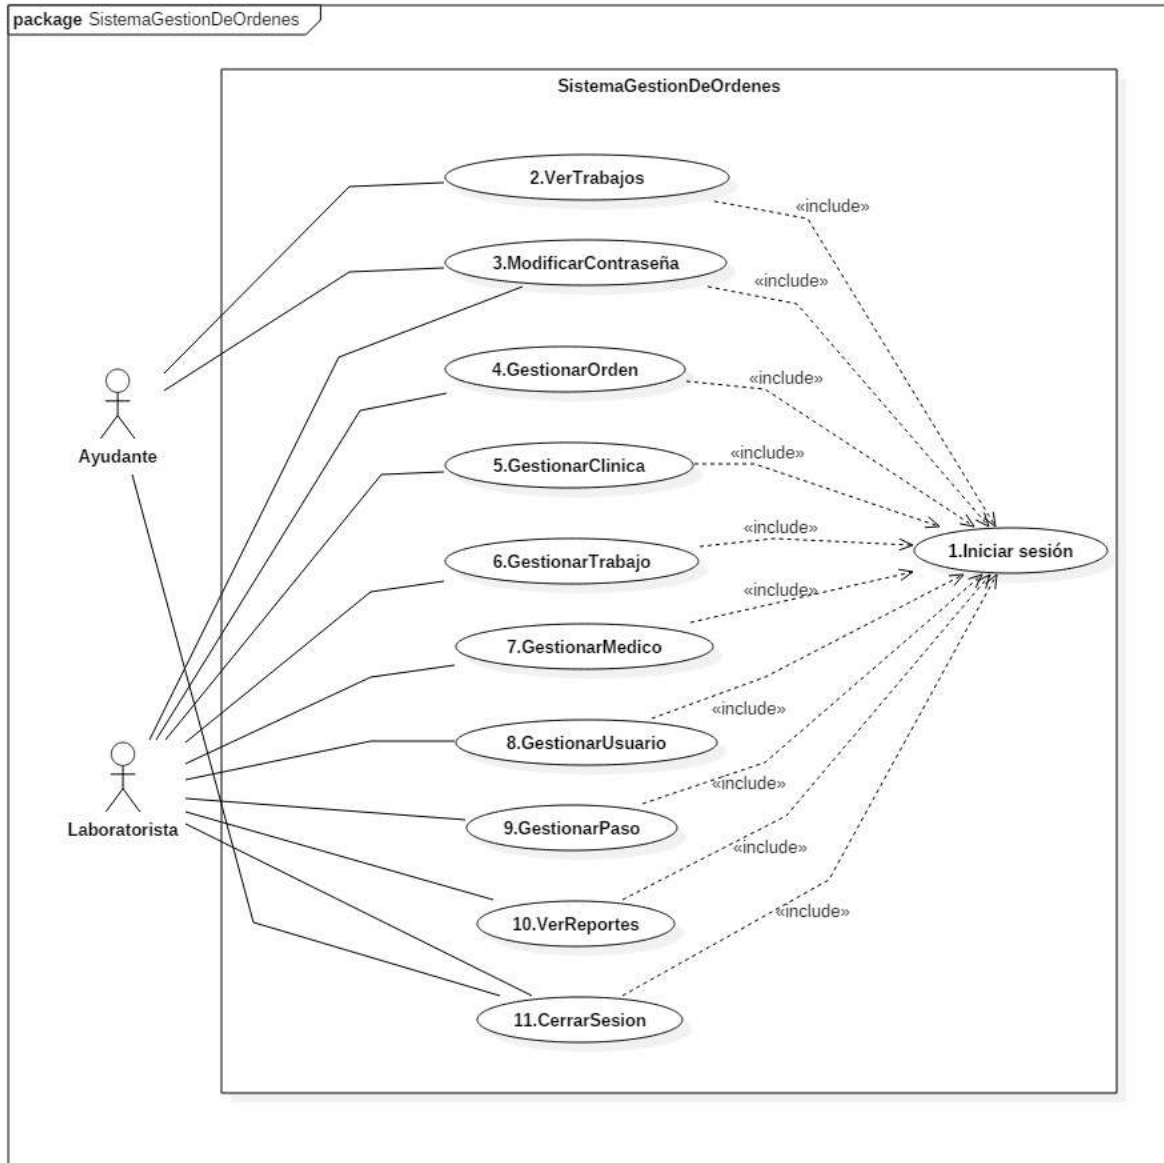 package SistemaGestionDeOrdenes
SistemaGestionDeOrdenes
2.VerTrabajos
«include»
3.ModificarContraseña
«include»
4.GestionarOrden
«include»
Ayudante
5.GestionarClinica
«include»
6.GestionarTrabajo
«include»
1.Iniciar sesión
«include»
7.GestionarMedico
«include»
8.GestionarUsuario
«include»
Laboratorista
9.GestionarPaso
«include»
10.VerReportes
«include»
11.CerrarSesion